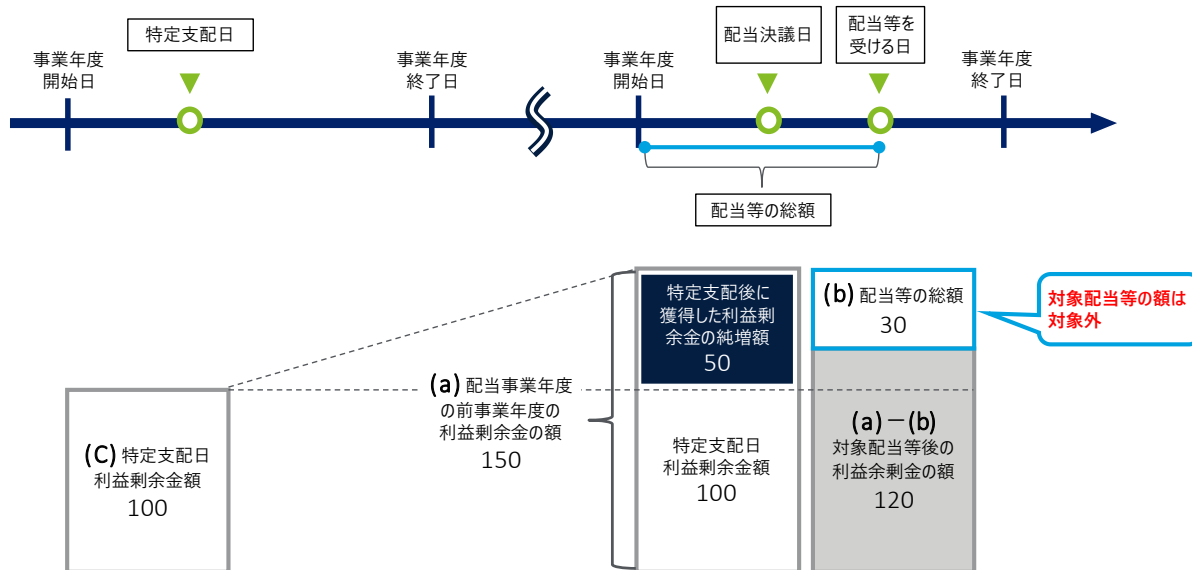 特定支配日
配当決議日
配当等を
受ける日
事業年度
開始日
事業年度
終了日
事業年度
開始日
事業年度
終了日
配当等の総額
特定支配後に
獲得した利益剰
余金の純増額
50
(b) 配当等の総額
30
対象配当等の額は
対象外
(a) 配当事業年度
の前事業年度の
利益剰余金の額
150
(C) 特定支配日
利益剰余金額
100
特定支配日
利益剰余金額
100
(a) － (b)
対象配当等後の
利益余剰金の額
120